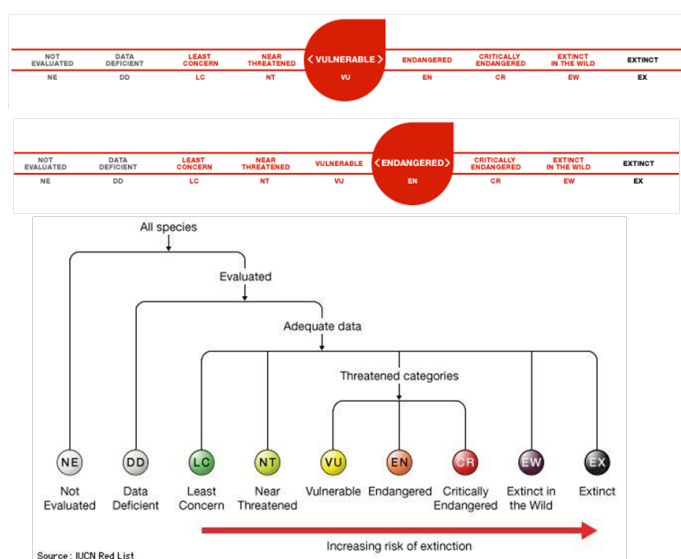 NOT EVALUATED DATA DEFICIENT LEAST CONCERN NEAR THREATENED <VULNERABLE> ENDANGERED CRITICALLY ENDANGERED EXTINCT IN THE WILD EXTINCT
NE DD LC NT VU EN CR EW EX
NOT EVALUATED DATA DEFICIENT LEAST CONCERN NEAR THREATENED VULNERABLE <ENDANGERED> CRITICALLY ENDANGERED EXTINCT IN THE WILD EXTINCT
NE DD LC NT VU EN CR EW EX
All species
Evaluated
Adequate data
Threatened categories
NE DD LC NT VU EN CR EW EX
Not Evaluated Data Deficient Least Concern Near Threatened Vulnerable Endangered Critically Endangered Extinct in the Wild Extinct
Increasing risk of extinction
Source: IUCN Red List